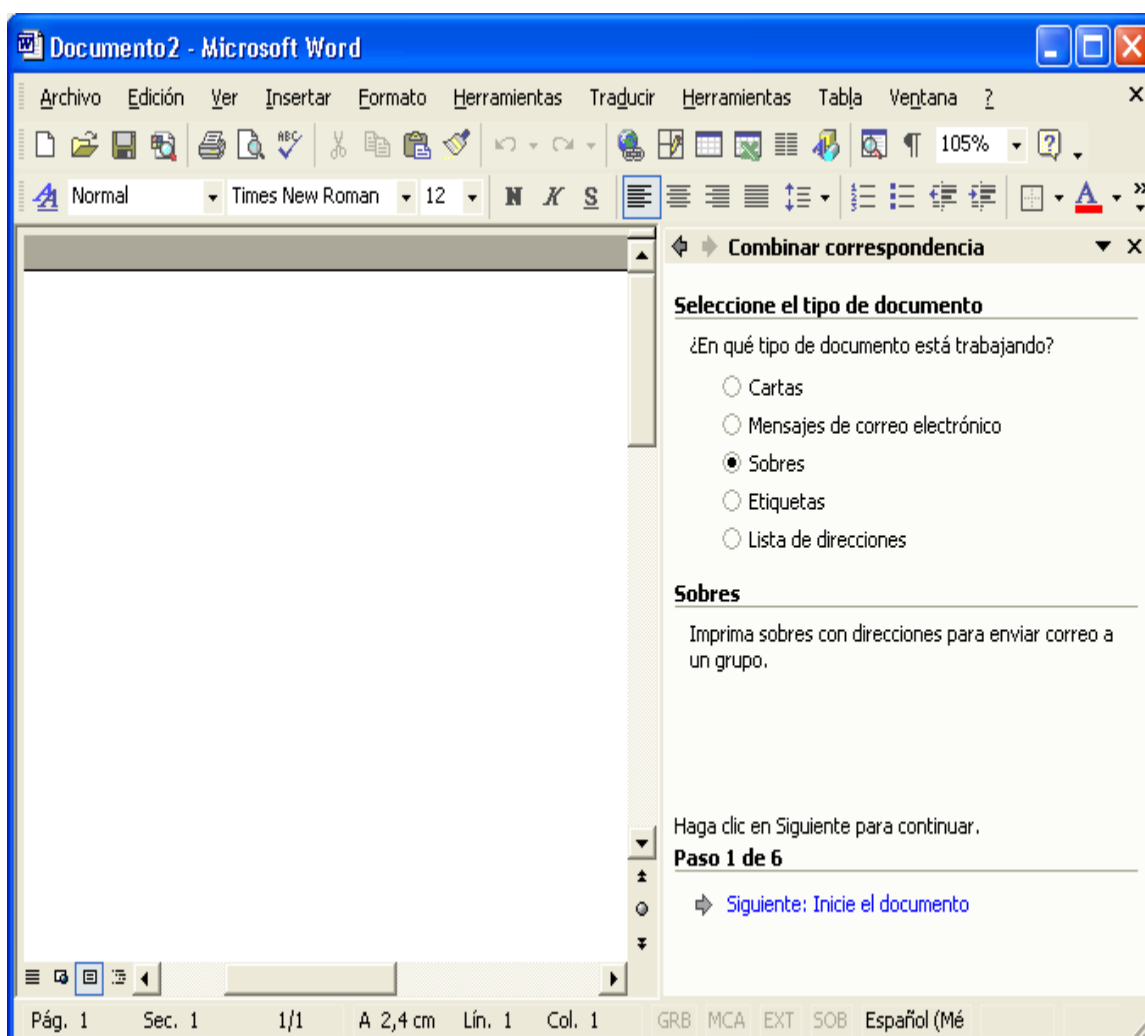 Documento2 - Microsoft Word
Archivo Edición Ver Insertar Formato Herramientas Traducir Herramientas Tabla Ventana ?
ABC 105%
Normal Times New Roman 12 N K S A
Combinar correspondencia
Seleccione el tipo de documento
¿En qué tipo de documento está trabajando?
Cartas
Mensajes de correo electrónico
Sobres
Etiquetas
Lista de direcciones
Sobres
Imprima sobres con direcciones para enviar correo a
un grupo.
Haga clic en Siguiente para continuar.
Paso 1 de 6
Siguiente: Inicie el documento
Pág. 1 Sec. 1 1/1 A 2,4 cm Lín. 1 Col. 1 GRB MCA EXT SOB Español (Mé